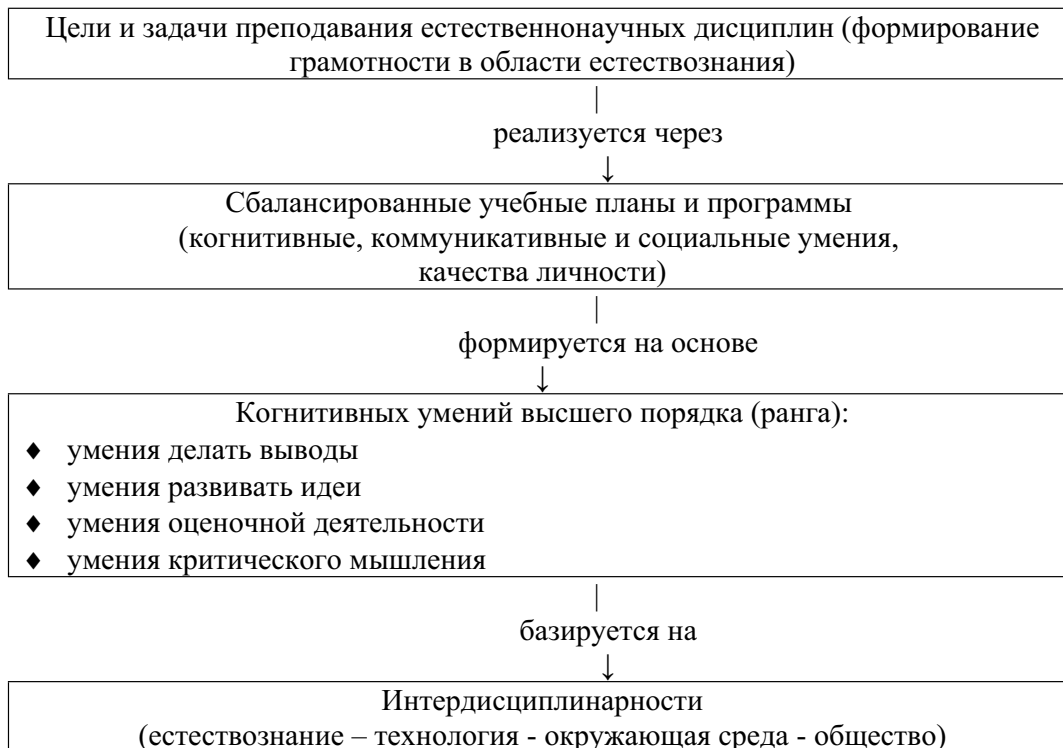 Цели и задачи преподавания естественнонаучных дисциплин (формирование
грамотности в области естествознания)
|
реализуется через
↓
Сбалансированные учебные планы и программы
(когнитивные, коммуникативные и социальные умения,
качества личности)
|
формируется на основе
↓
Когнитивных умений высшего порядка (ранга):
♦ умения делать выводы
♦ умения развивать идеи
♦ умения оценочной деятельности
♦ умения критического мышления
|
базируется на
↓
Интердисциплинарности
(естествознание – технология - окружающая среда - общество)